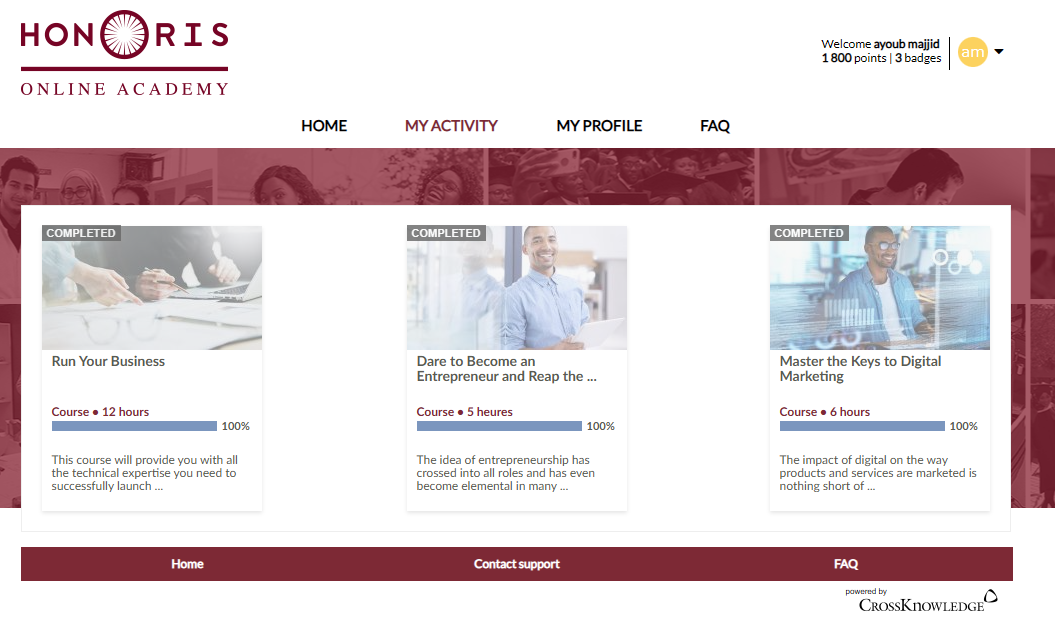 HONORIS
ONLINE ACADEMY
Welcome ayoub majjid
1 800 points | 3 badges
am
HOME
MY ACTIVITY
MY PROFILE
FAQ
COMPLETED
Run Your Business
Course • 12 hours
100%
This course will provide you with all
the technical expertise you need to
successfully launch ...
COMPLETED
Dare to Become an
Entrepreneur and Reap the ...
Course • 5 heures
100%
The idea of entrepreneurship has
crossed into all roles and has even
become elemental in many ...
COMPLETED
Master the Keys to Digital
Marketing
Course • 6 hours
100%
The impact of digital on the way
products and services are marketed is
nothing short of ...
Home
Contact support
FAQ
powered by
CROSSKNOWLEDGE